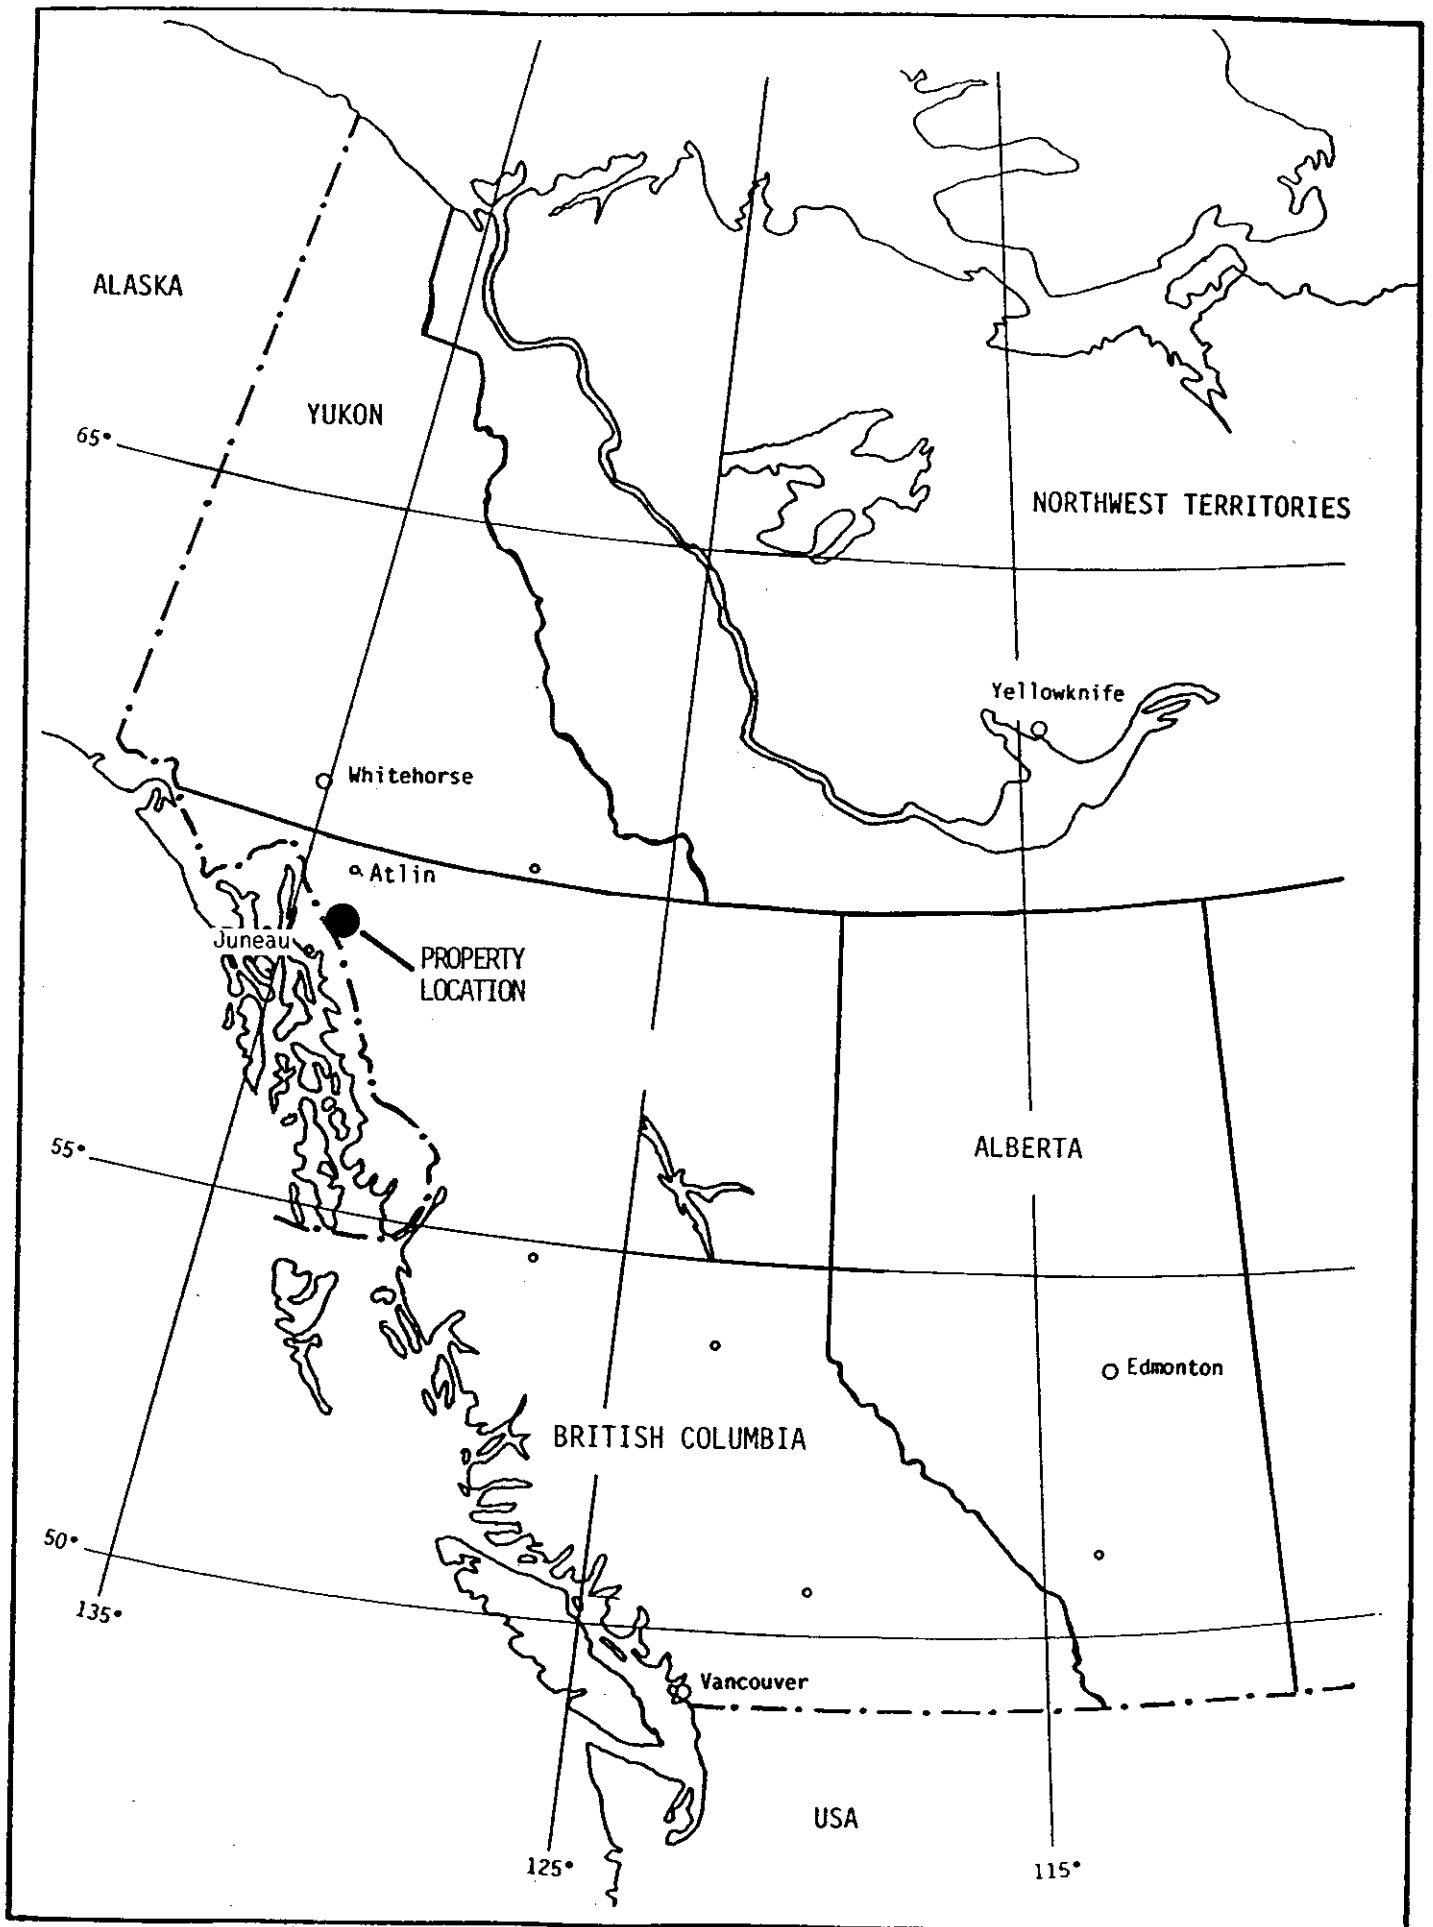 ALASKA
YUKON
65°
NORTHWEST TERRITORIES
Yellowknife
Whitehorse
Atlin
Juneau
PROPERTY
LOCATION
55°
ALBERTA
Edmonton
BRITISH COLUMBIA
50°
135°
Vancouver
USA
125°
115°